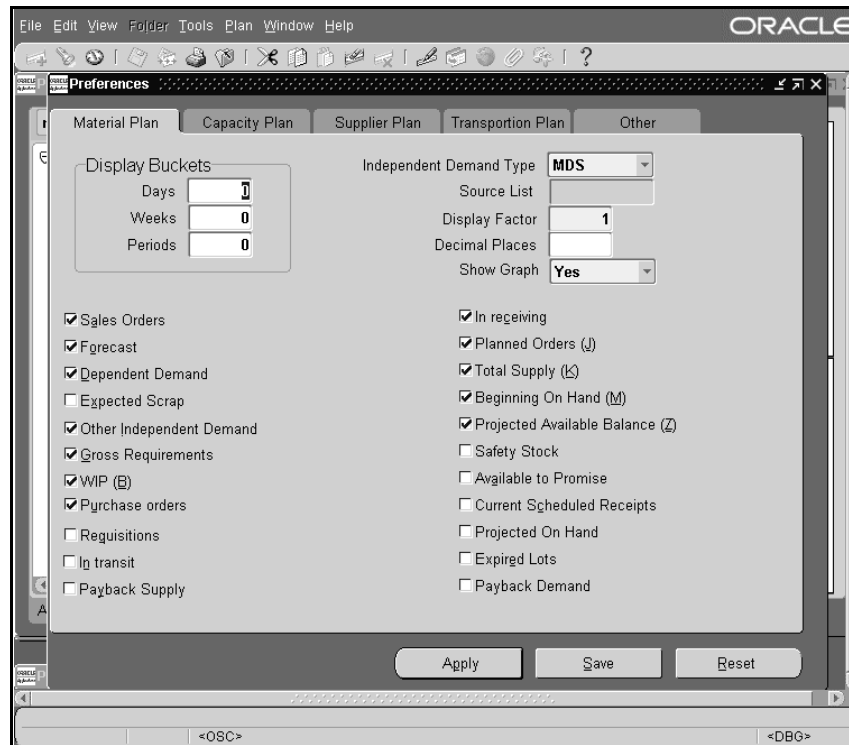 File Edit View Folder Tools Plan Window Help
ORACLE
Preferences
Material Plan Capacity Plan Supplier Plan Transportion Plan Other
Display Buckets
Days 0
Weeks 0
Periods 0
Independent Demand Type MDS
Source List
Display Factor 1
Decimal Places
Show Graph Yes
Sales Orders
Forecast
Dependent Demand
Expected Scrap
Other Independent Demand
Gross Requirements
WIP (B)
Purchase orders
Requisitions
In transit
Payback Supply
In receiving
Planned Orders (J)
Total Supply (K)
Beginning On Hand (M)
Projected Available Balance (Z)
Safety Stock
Available to Promise
Current Scheduled Receipts
Projected On Hand
Expired Lots
Payback Demand
Apply Save Reset
<OSC> <DBG>